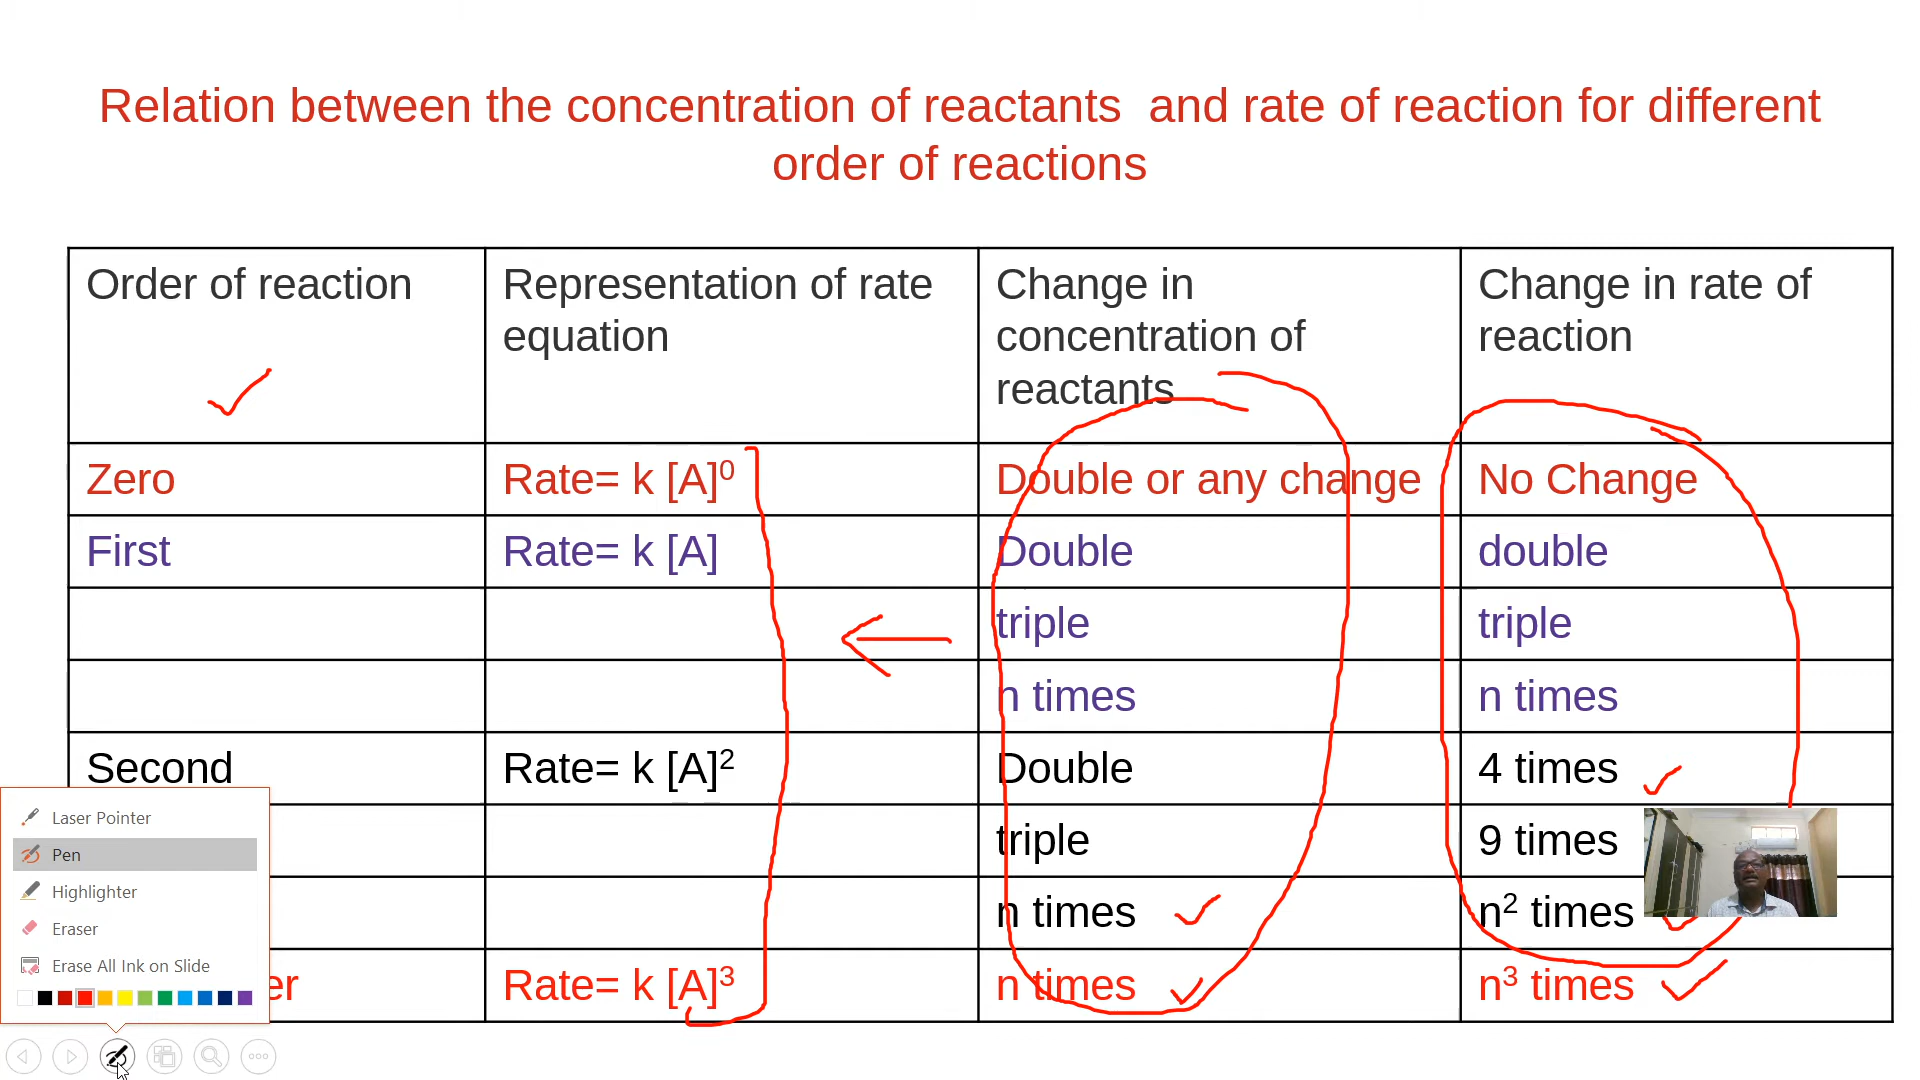 Relation between the concentration of reactants and rate of reaction for different
order of reactions
Order of reaction
Representation of rate
equation
Change in
concentration of
reactants
Change in rate of
reaction
Zero
Rate= k [A]⁰
Double or any change
No Change
First
Rate= k [A]
Double
double
triple
triple
n times
n times
Second
Rate= k [A]²
Double
4 times
triple
9 times
n times
n² times
er
Rate= k [A]³
n times
n³ times
Laser Pointer
Pen
Highlighter
Eraser
Erase All Ink on Slide